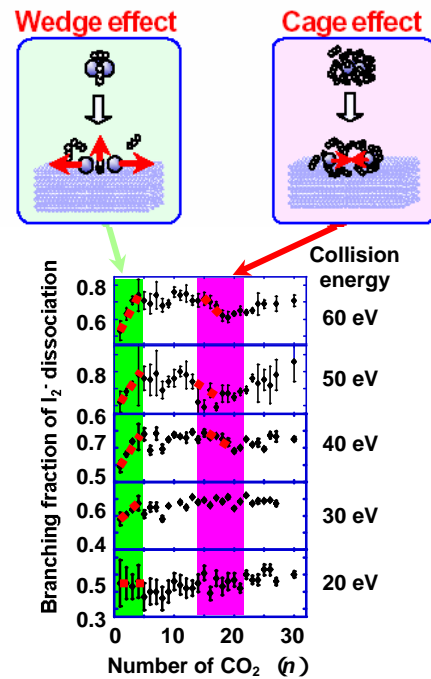 Wedge effect
Cage effect
Collision
energy
Branching fraction of I₂⁻ dissociation
0.8
0.6
60 eV
0.8
0.6
50 eV
0.7
0.5
40 eV
0.6
0.4
30 eV
0.5
0.3
20 eV
0 10 20 30
Number of CO₂ (n)